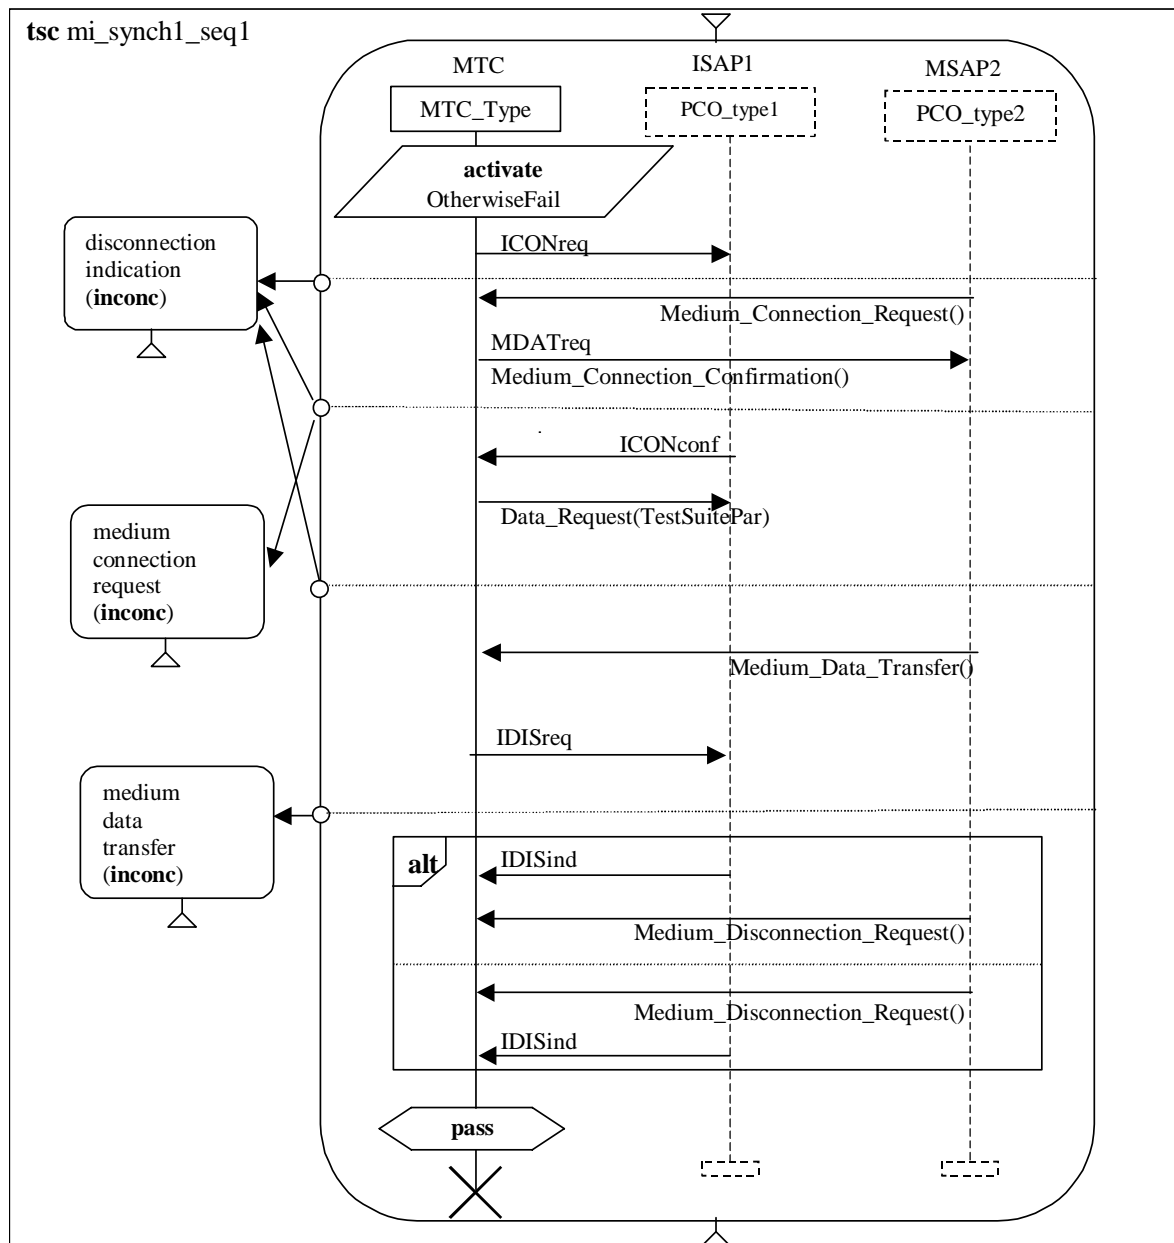 tsc mi_synch1_seq1
MTC
ISAP1
MSAP2
MTC_Type
PCO_type1
PCO_type2
activate
OtherwiseFail
disconnection
indication
(inconc)
ICONreq
Medium_Connection_Request()
MDATreq
Medium_Connection_Confirmation()
ICONconf
Data_Request(TestSuitePar)
medium
connection
request
(inconc)
Medium_Data_Transfer()
IDISreq
medium
data
transfer
(inconc)
alt
IDISind
Medium_Disconnection_Request()
Medium_Disconnection_Request()
IDISind
pass